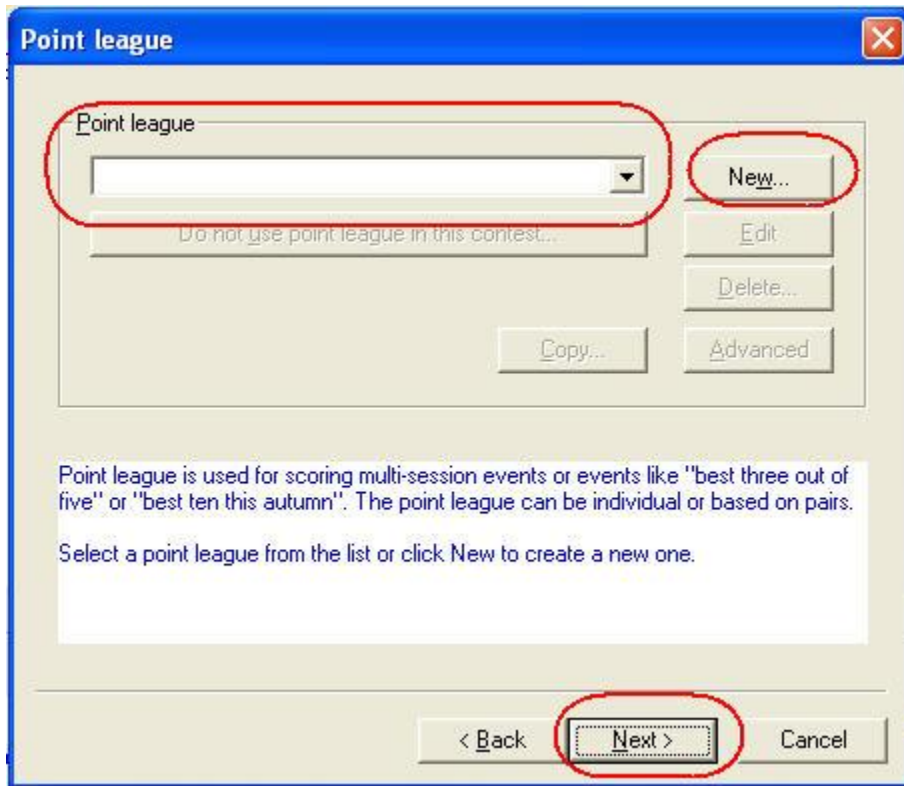 Point league
Point league
New...
Do not use point league in this contest...
Edit
Delete...
Copy...
Advanced
Point league is used for scoring multi-session events or events like "best three out of
five" or "best ten this autumn". The point league can be individual or based on pairs.
Select a point league from the list or click New to create a new one.
< Back
Next >
Cancel